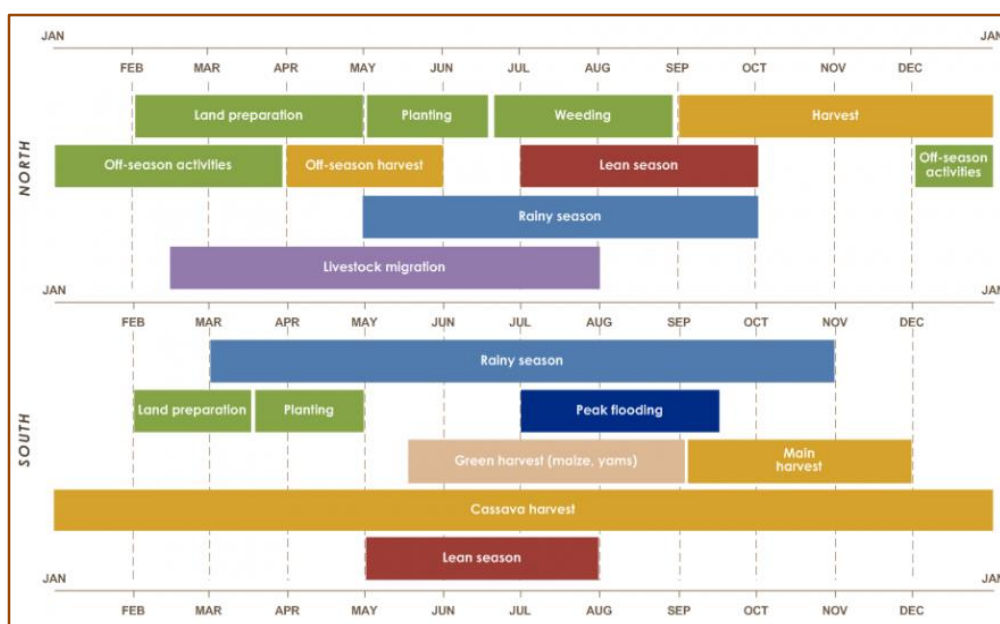 JAN JAN
FEB MAR APR MAY JUN JUL AUG SEP OCT NOV DEC
NORTH
Land preparation Planting Weeding Harvest
Off-season activities Off-season harvest Lean season Off-season
activities
Rainy season
Livestock migration
JAN JAN
FEB MAR APR MAY JUN JUL AUG SEP OCT NOV DEC
SOUTH
Rainy season
Land preparation Planting Peak flooding
Green harvest (maize, yams) Main
harvest
Cassava harvest
Lean season
JAN JAN
FEB MAR APR MAY JUN JUL AUG SEP OCT NOV DEC